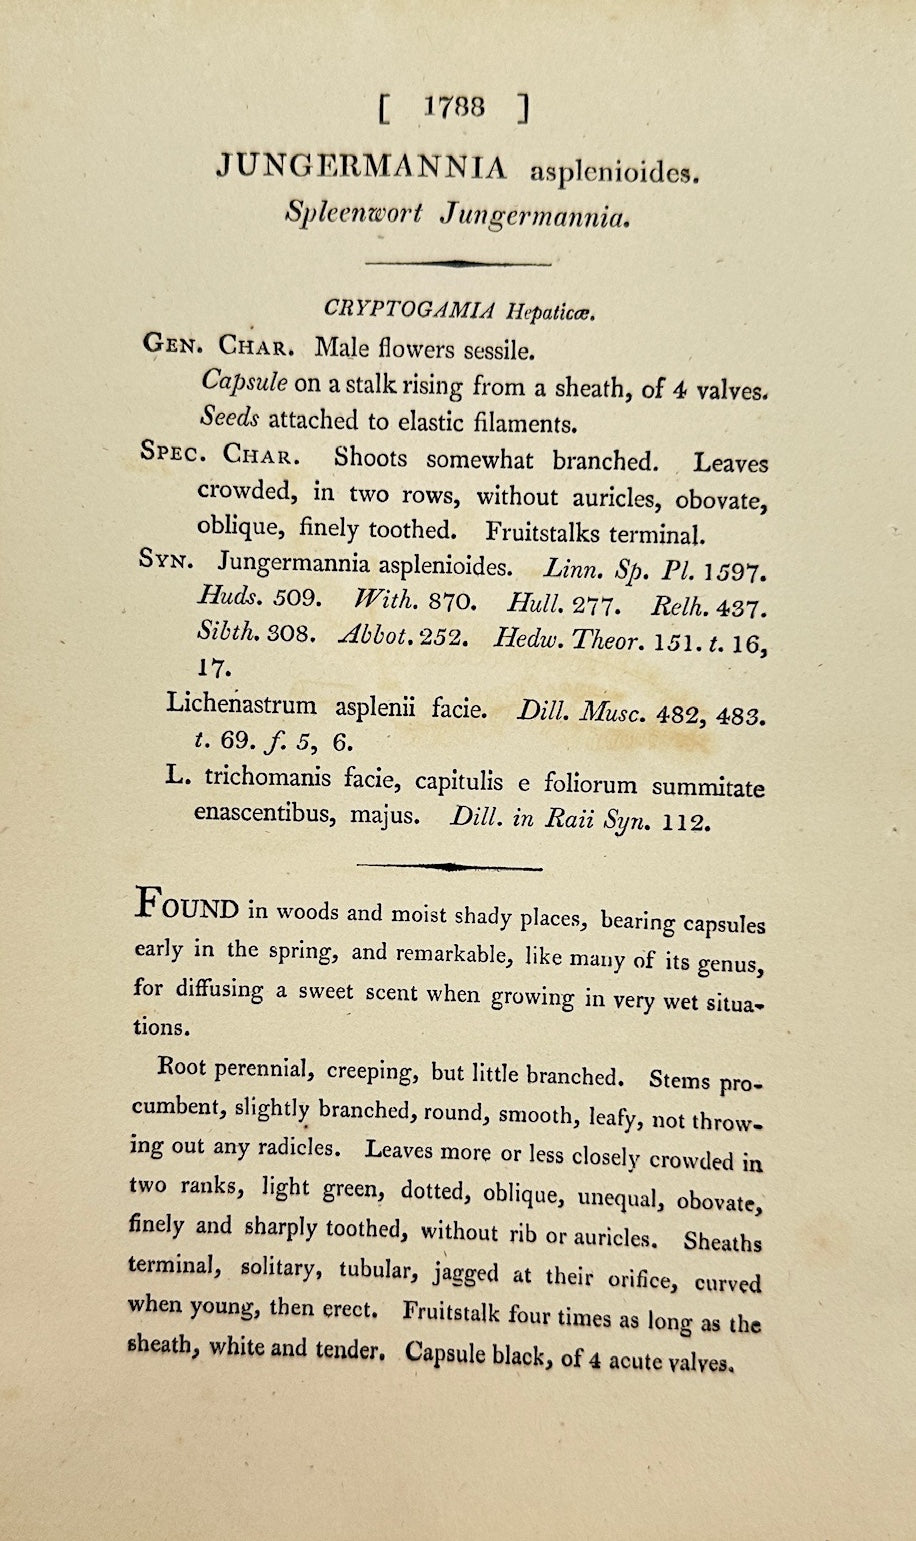 [ 1788 ]
JUNGERMANNIA asplenioides.
Spleenwort Jungermannia.
CRYPTOGAMIA Hepaticæ.
GEN. CHAR. Male flowers sessile.
Capsule on a stalk rising from a sheath, of 4 valves.
Seeds attached to elastic filaments.
SPEC. CHAR. Shoots somewhat branched. Leaves
crowded, in two rows, without auricles, obovate,
oblique, finely toothed. Fruitstalks terminal.
SYN. Jungermannia asplenioides. Linn. Sp. Pl. 1597.
Huds. 509. With. 870. Hull. 277. Relh. 437.
Sibth. 308. Abbot. 252. Hedw. Theor. 151. t. 16,
17.
Lichenastrum asplenii facie. Dill. Musc. 482, 483.
t. 69. f. 5, 6.
L. trichomanis facie, capitulis e foliorum summitate
enascentibus, majus. Dill. in Raii Syn. 112.
FOUND in woods and moist shady places, bearing capsules
early in the spring, and remarkable, like many of its genus,
for diffusing a sweet scent when growing in very wet situa-
tions.
Root perennial, creeping, but little branched. Stems pro-
cumbent, slightly branched, round, smooth, leafy, not throw-
ing out any radicles. Leaves more or less closely crowded in
two ranks, light green, dotted, oblique, unequal, obovate,
finely and sharply toothed, without rib or auricles. Sheaths
terminal, solitary, tubular, jagged at their orifice, curved
when young, then erect. Fruitstalk four times as long as the
sheath, white and tender. Capsule black, of 4 acute valves.